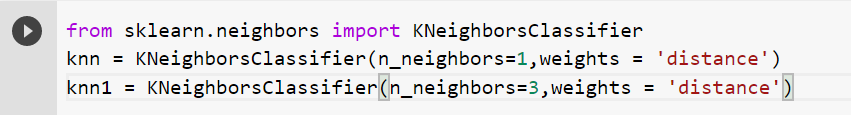 from sklearn.neighbors import KNeighborsClassifier
knn = KNeighborsClassifier(n_neighbors=1,weights = 'distance')
knn1 = KNeighborsClassifier(n_neighbors=3,weights = 'distance')